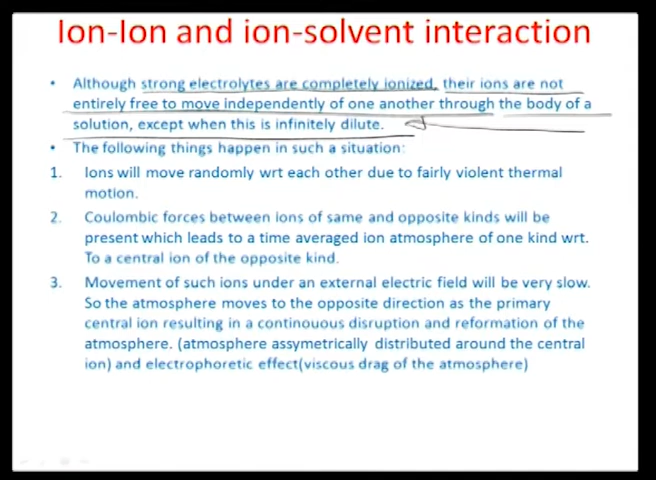 Ion-Ion and ion-solvent interaction
• Although strong electrolytes are completely ionized, their ions are not
entirely free to move independently of one another through the body of a
solution, except when this is infinitely dilute.
• The following things happen in such a situation:
1. Ions will move randomly wrt each other due to fairly violent thermal
motion.
2. Coulombic forces between ions of same and opposite kinds will be
present which leads to a time averaged ion atmosphere of one kind wrt.
To a central ion of the opposite kind.
3. Movement of such ions under an external electric field will be very slow.
So the atmosphere moves to the opposite direction as the primary
central ion resulting in a continouous disruption and reformation of the
atmosphere. (atmosphere assymetrically distributed around the central
ion) and electrophoretic effect(viscous drag of the atmosphere)